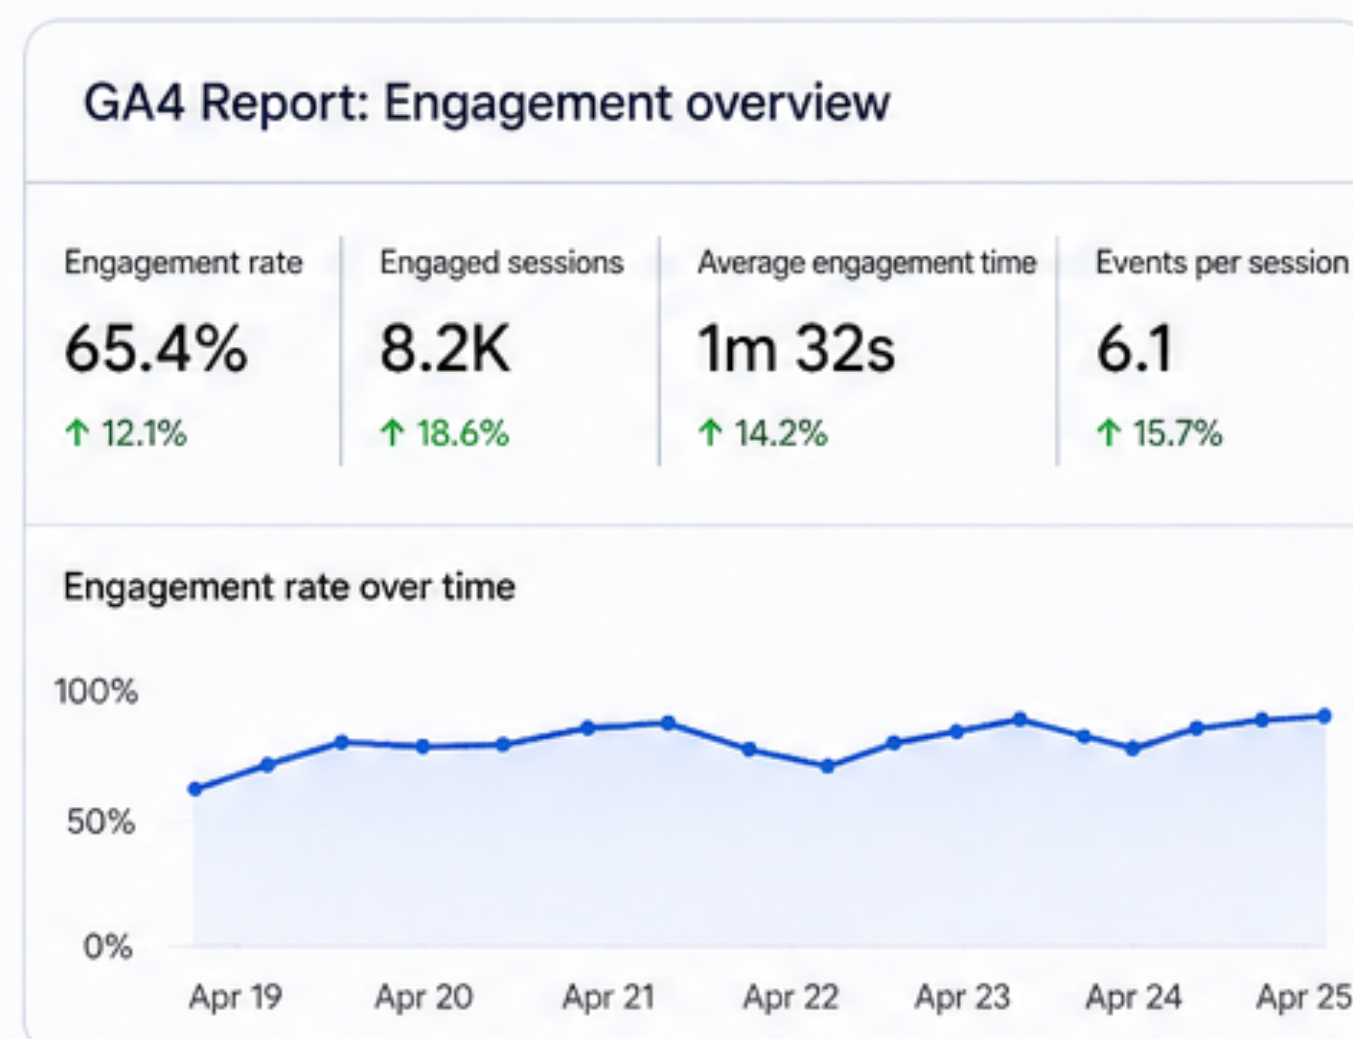 GA4 Report: Engagement overview
Engagement rate
65.4%
↑ 12.1%
Engaged sessions
8.2K
↑ 18.6%
Average engagement time
1m 32s
↑ 14.2%
Events per session
6.1
↑ 15.7%
Engagement rate over time
100%
50%
0%
Apr 19 Apr 20 Apr 21 Apr 22 Apr 23 Apr 24 Apr 25